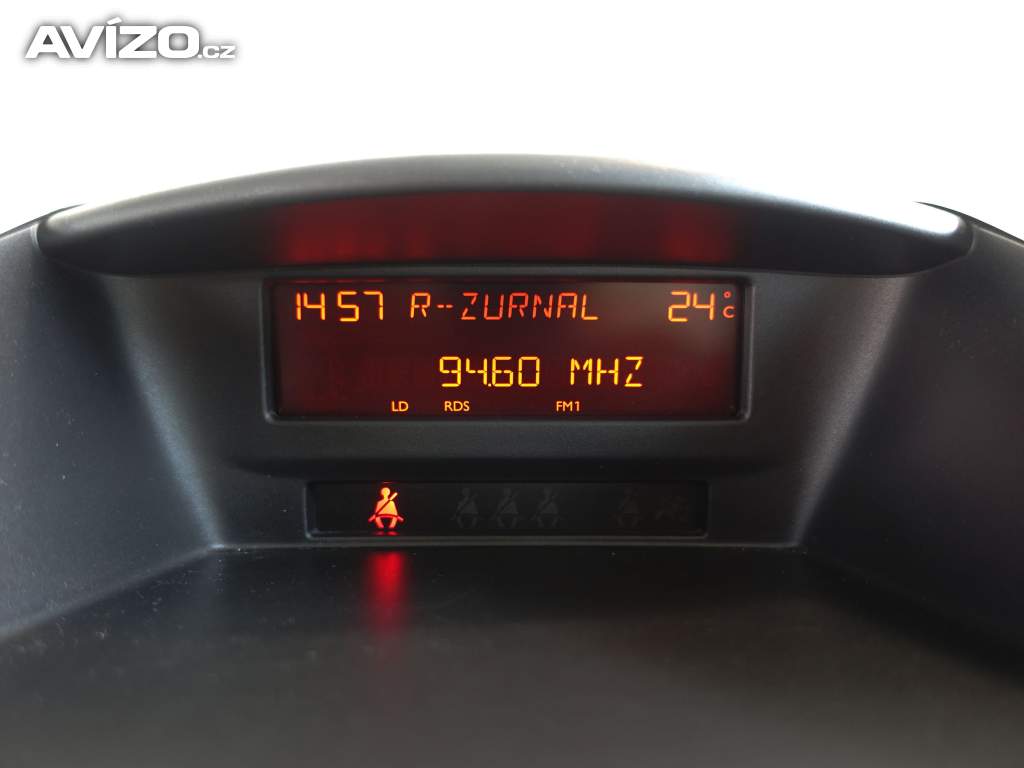 AVÍZO.cz
14 57 R--ZURNAL 24°C
94.60 MHZ
LD RDS FM1